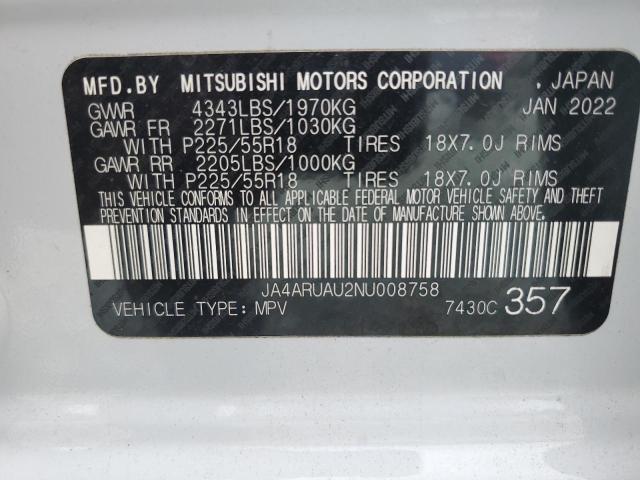 MFD.BY MITSUBISHI MOTORS CORPORATION . JAPAN
GVWR 4343LBS/1970KG JAN 2022
GAWR FR 2271LBS/1030KG
WITH P225/55R18 TIRES 18X7.0J RIMS
GAWR RR 2205LBS/1000KG
WITH P225/55R18 TIRES 18X7.0J RIMS
THIS VEHICLE CONFORMS TO ALL APPLICABLE FEDERAL MOTOR VEHICLE SAFETY AND THEFT
PREVENTION STANDARDS IN EFFECT ON THE DATE OF MANUFACTURE SHOWN ABOVE.
JA4ARUAU2NU008758
VEHICLE TYPE:MPV 7430C 357